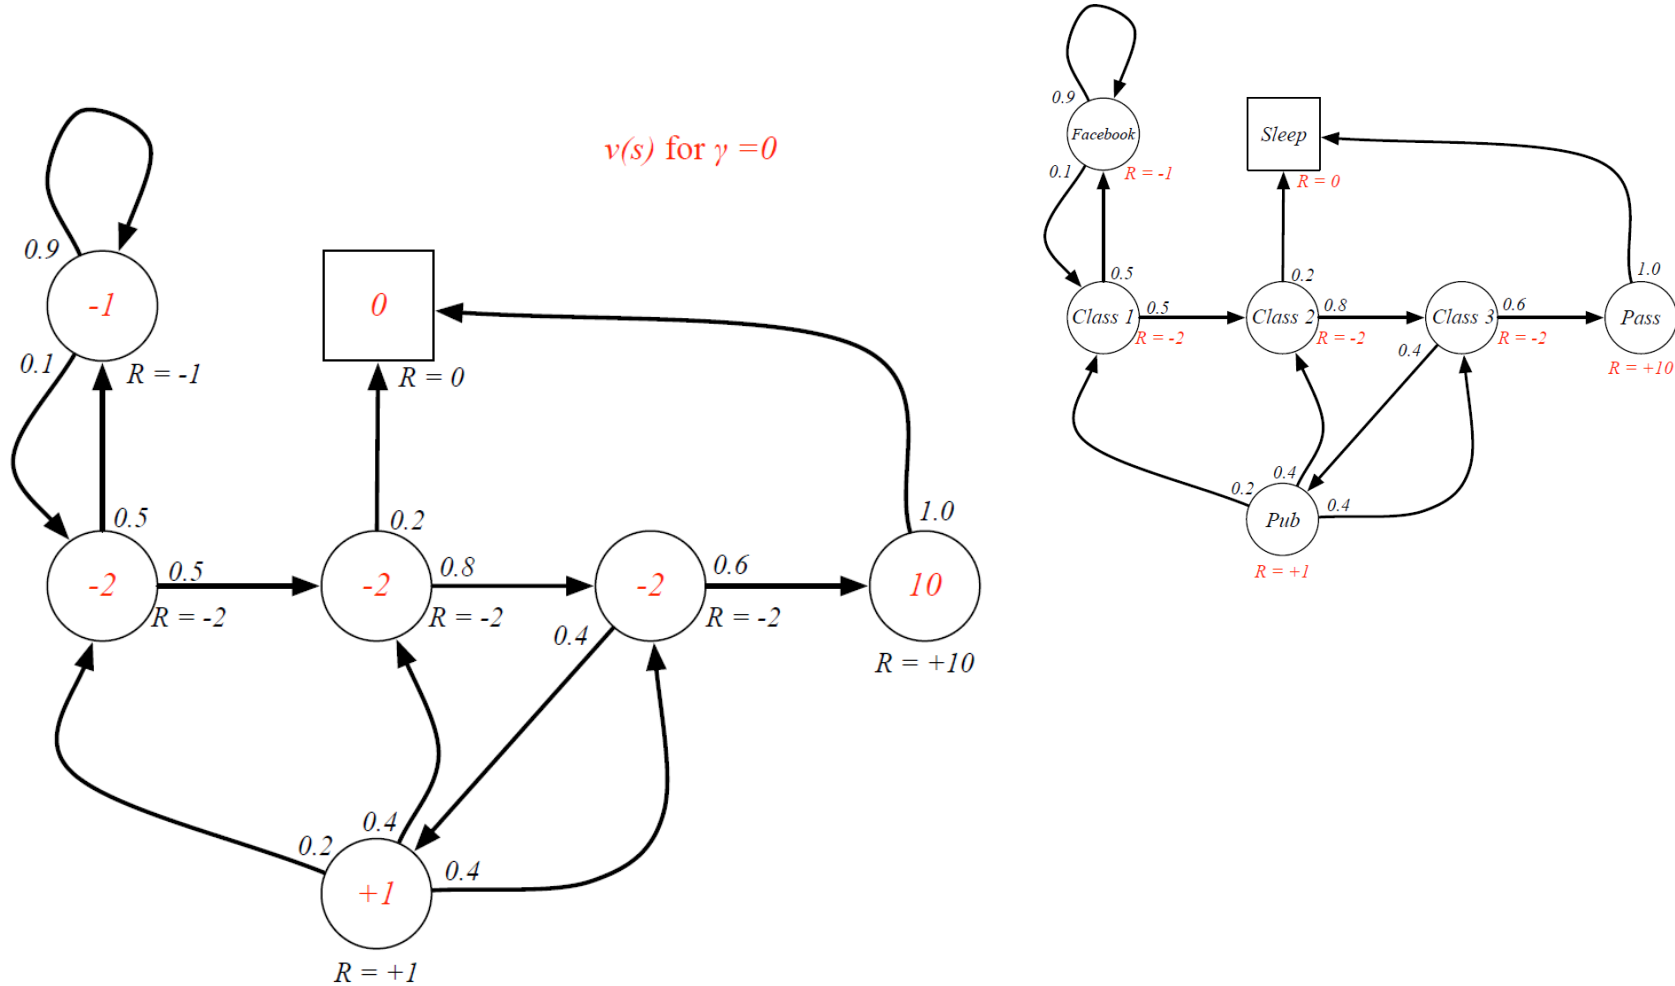 v(s) for γ =0
0.9
-1
0
0.1
R = -1
R = 0
0.5
0.2
1.0
-2
0.5
-2
0.8
-2
0.6
10
R = -2
R = -2
0.4
R = -2
R = +10
0.2
0.4
0.4
+1
R = +1
0.9
Facebook
Sleep
0.1
R = -1
R = 0
0.5
0.2
1.0
Class 1
0.5
Class 2
0.8
Class 3
0.6
Pass
R = -2
R = -2
R = -2
0.4
R = +10
0.2
0.4
0.4
Pub
R = +1